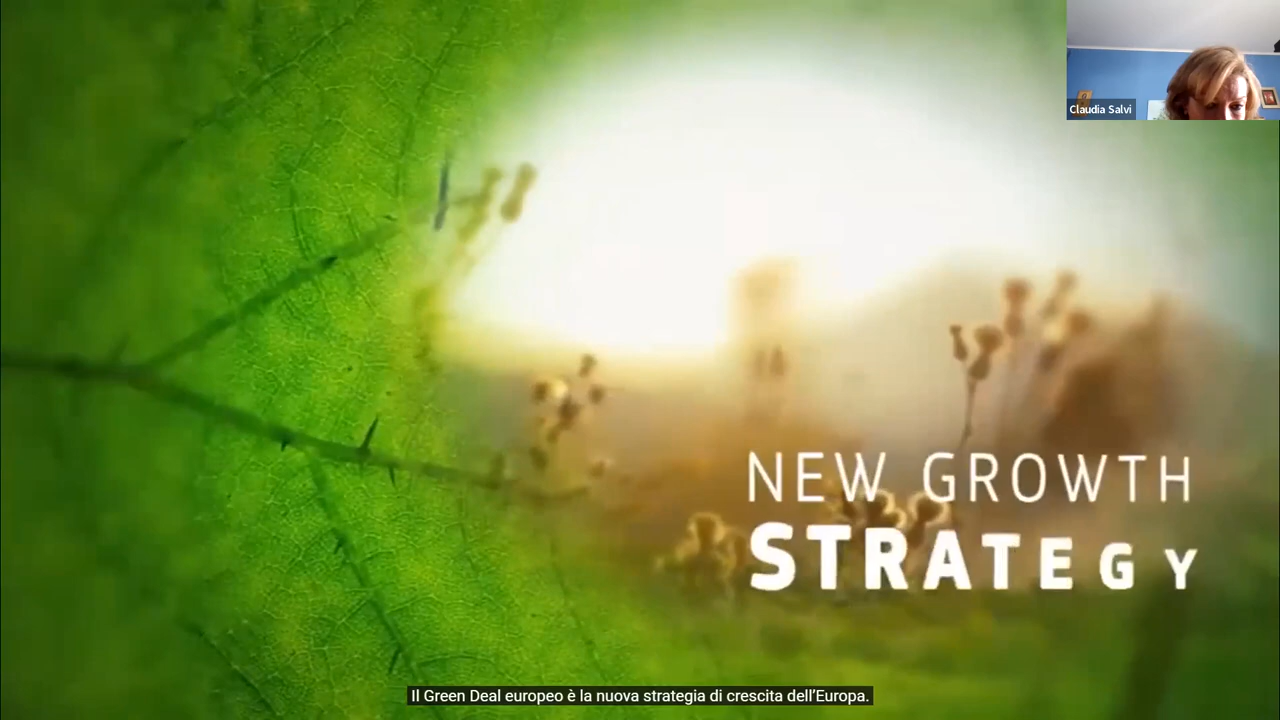 Claudia Salvi
NEW GROWTH
STRATEGY
Il Green Deal europeo è la nuova strategia di crescita dell’Europa.